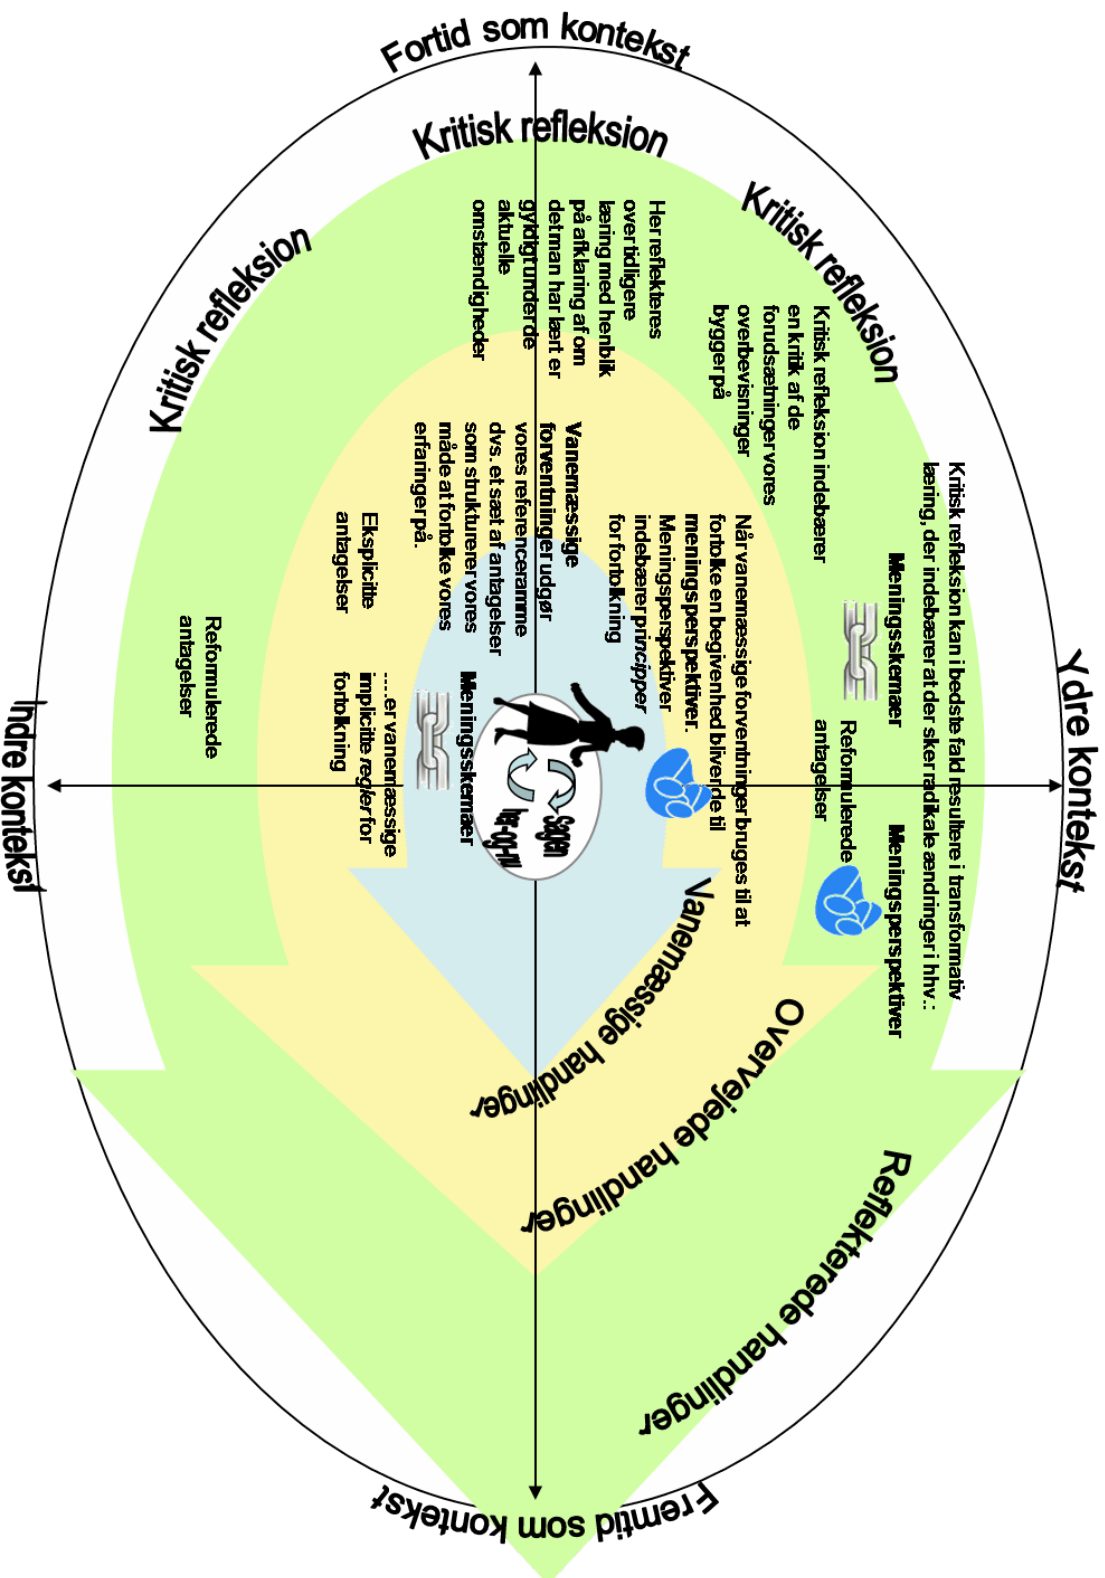 Ydre kontekst
Kritisk refleksion kan i bedste fald resultere i transformativ
læring, der indebærer at der sker radikale ændringer i hhv.:
Meningsskemaer
Meningsperspektiver
Reformulerede
antagelser
Kritisk refleksion
Kritisk refleksion indebærer
en kritik af de
forudsætninger vores
overbevisninger
bygger på
Når vanemæssige forventninger bruges til at
fortolke en begivenhed bliver de til
meningsperspektiver.
Meningsperspektiver
indebærer principper
for fortolkning
Fortid som kontekst
Kritisk refleksion
Her reflekteres
over tidligere
læring med henblik
på afklaring af om
det man har lært er
gyldigt under de
aktuelle
omstændigheder
Vanemæssige
forventninger udgør
vores referenceramme
dvs. et sæt af antagelser
som strukturerer vores
måde at fortolke vores
erfaringer på.
Sagen
her-og-nu
Vanemæssige handlinger
Overvejede handlinger
Reflekterede handlinger
Fremtid som kontekst
Meningsskemaer
....er vanemæssige
implicitte regler for
fortolkning
Eksplicitte
antagelser
Kritisk refleksion
Reformulerede
antagelser
Indre kontekst